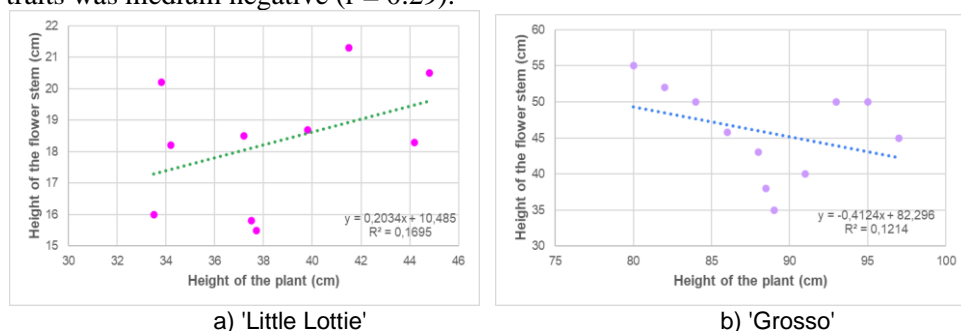 traits was medium negative (r = 0.29).
Height of the flower stem (cm)
22
21
20
19
18
17
16
15
30 32 34 36 38 40 42 44 46
Height of the plant (cm)
y = 0,2034x + 10,485
R² = 0,1695
a) 'Little Lottie'
Height of the flower stem (cm)
60
55
50
45
40
35
30
75 80 85 90 95 100
Height of the plant (cm)
y = -0,4124x + 82,296
R² = 0,1214
b) 'Grosso'